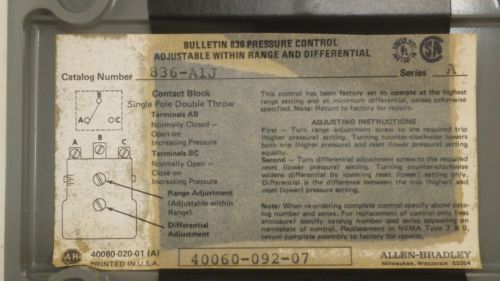 BULLETIN 836 PRESSURE CONTROL
ADJUSTABLE WITHIN RANGE AND DIFFERENTIAL
Catalog Number 836-A1J Series A
Contact Block
Single Pole Double Throw
Terminals AB
Normally Closed -
Open on
Increasing Pressure
Terminals BC
Normally Open -
Close on
Increasing Pressure
Range Adjustment
(Adjustable within
Range)
Differential
Adjustment
B
A C
A B C
This control has been factory set to operate at the highest
range setting and at minimum differential, unless otherwise
specified. Note: Return to factory for repairs.
ADJUSTING INSTRUCTIONS
First - Turn range adjustment screw to the required trip
(higher pressure) setting. Turning counter-clockwise lowers
both trip (higher) pressure and reset (lower) pressure setting
equally.
Second - Turn differential adjustment screw to the required
reset (lower pressure) setting. Turning counter-clockwise
widens differential by lowering reset (lower) setting only.
Differential is the difference between the trip (higher) and
reset (lower) pressure setting.
Note: When re-ordering complete control specify above cata-
log number and series. For replacement of control only (less
enclosure) specify catalog number and series appearing on
nameplate of control. Replacement in NEMA Type 7 & 9,
return complete assembly to factory for repairs.
AB 40060-020-01 (A)
PRINTED IN U.S.A.
40060-092-07
ALLEN-BRADLEY
Milwaukee, Wisconsin 53204
UL
SA